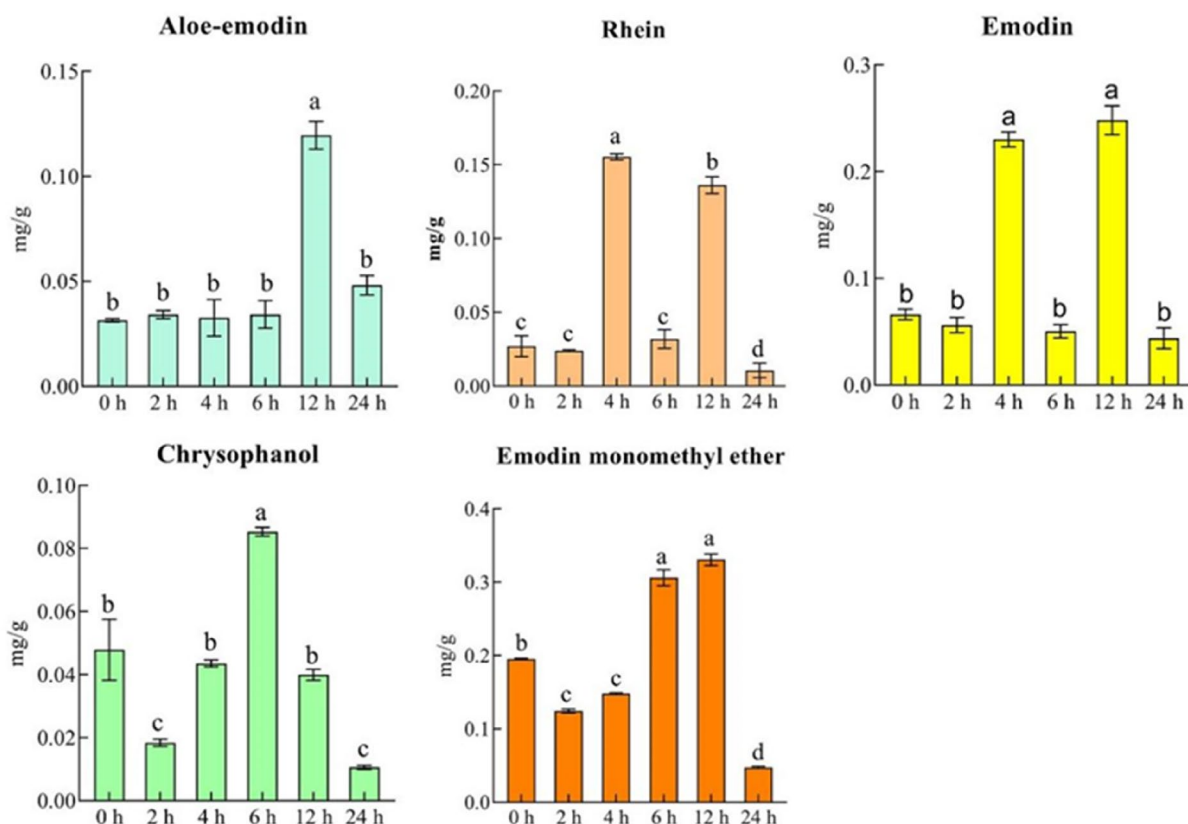 Aloe-emodin
mg/g
0.15
0.10
0.05
0.00
b
b
b
b
a
b
0 h 2 h 4 h 6 h 12 h 24 h
Rhein
mg/g
0.20
0.15
0.10
0.05
0.00
c
c
a
c
b
d
0 h 2 h 4 h 6 h 12 h 24 h
Emodin
mg/g
0.3
0.2
0.1
0.0
b
b
a
b
a
b
0 h 2 h 4 h 6 h 12 h 24 h
Chrysophanol
mg/g
0.10
0.08
0.06
0.04
0.02
0.00
b
c
b
a
b
c
0 h 2 h 4 h 6 h 12 h 24 h
Emodin monomethyl ether
mg/g
0.4
0.3
0.2
0.1
0.0
b
c
c
a
a
d
0 h 2 h 4 h 6 h 12 h 24 h